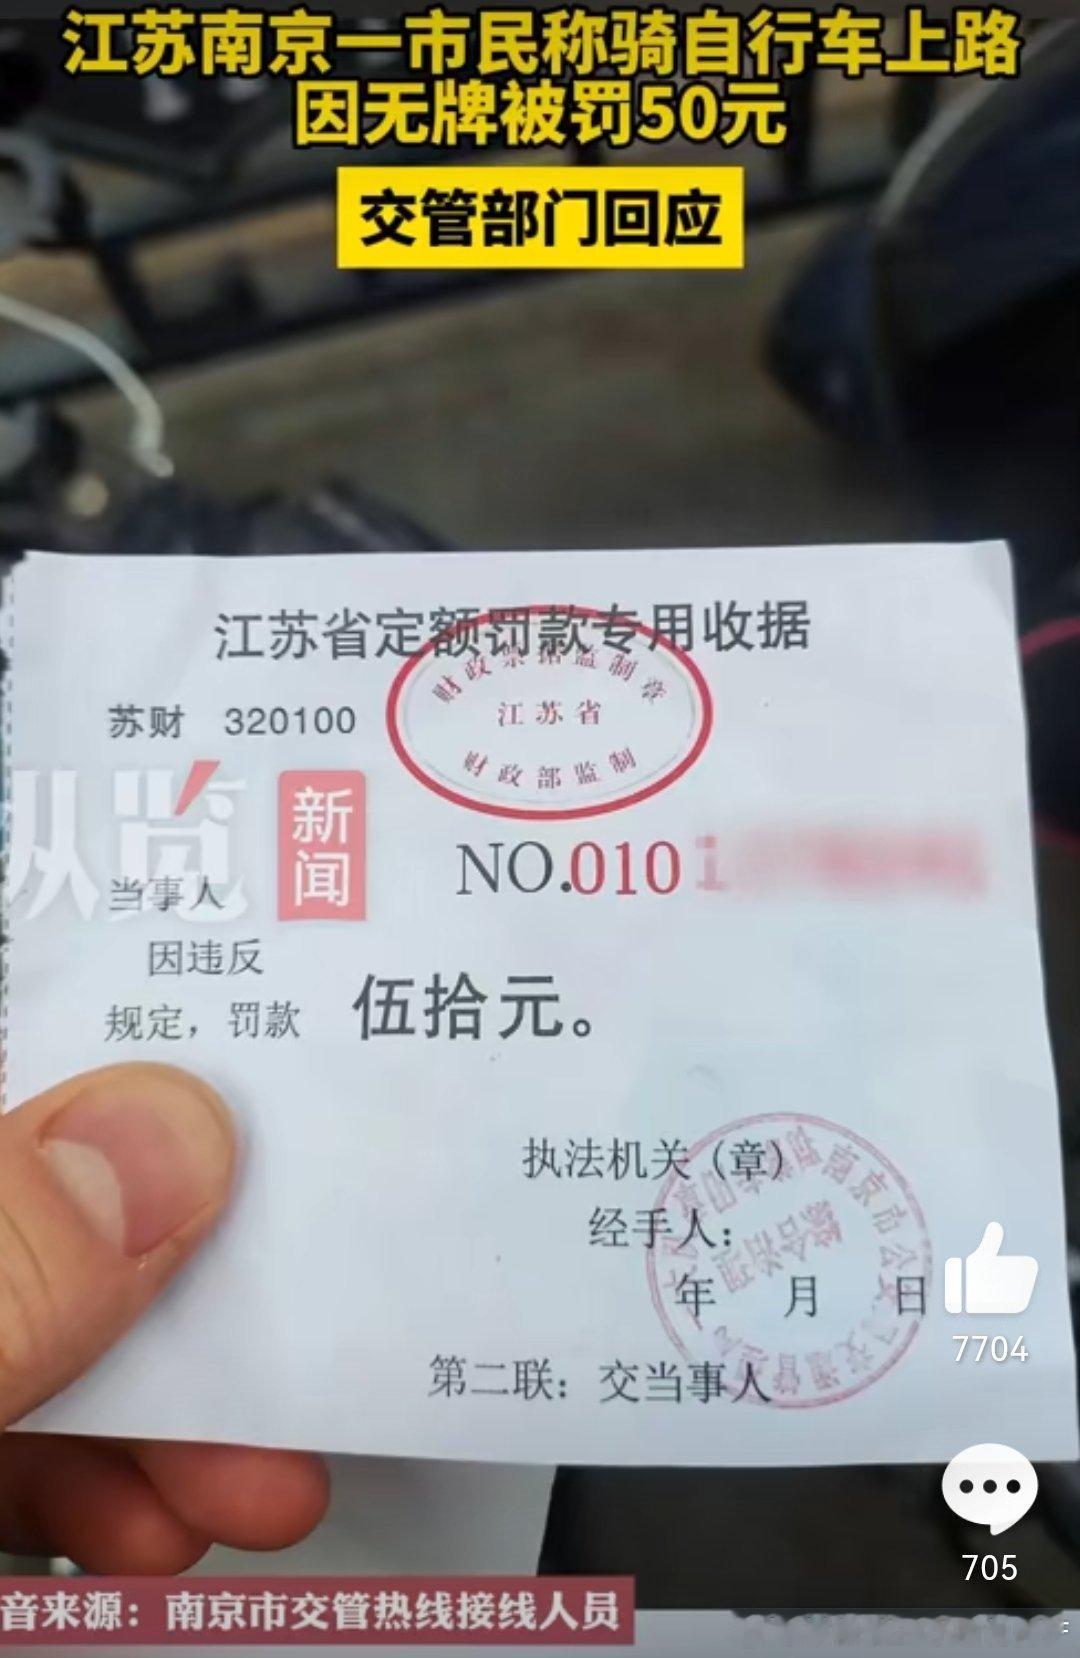 江苏南京一市民称骑自行车上路
因无牌被罚50元
交管部门回应
江苏省定额罚款专用收据
财政票据监制章
江苏省
财政部监制
苏财 320100
纵览
新闻
NO.010
当事人
因违反
规定，罚款 伍拾元。
执法机关（章）
经手人：
年 月 日
第二联：交当事人
7704
705
音来源：南京市交管热线接线人员